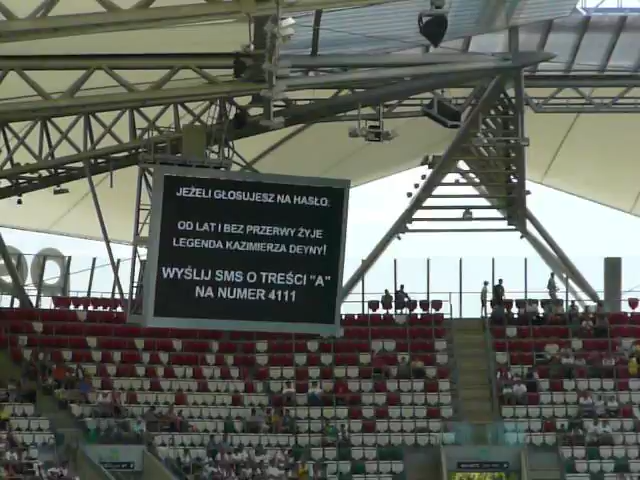 JEŻELI GŁOSUJESZ NA HASŁO:
OD LAT I BEZ PRZERWY ŻYJE
LEGENDA KAZIMIERZA DEYNY!
WYŚLIJ SMS O TREŚCI "A"
NA NUMER 4111